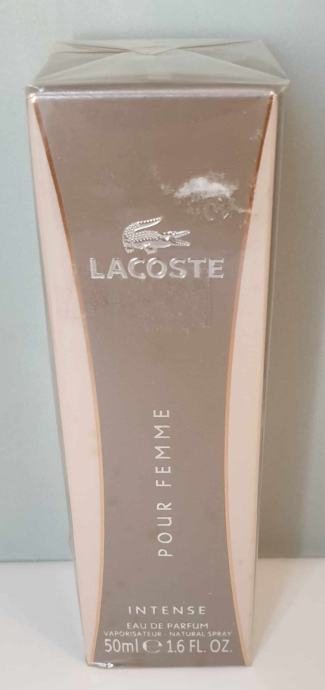 LACOSTE
POUR FEMME
INTENSE
EAU DE PARFUM
VAPORISATEUR - NATURAL SPRAY
50ml ℮ 1.6 FL. OZ.